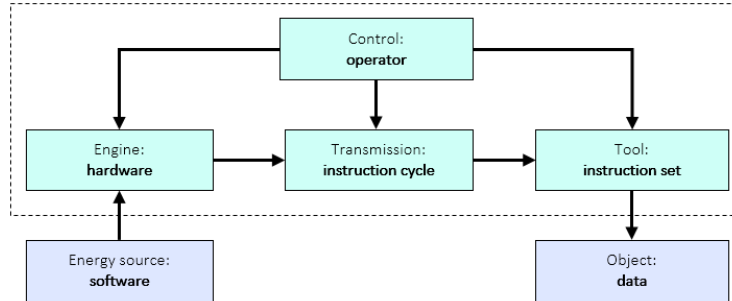 Control:
operator
Engine:
hardware
Transmission:
instruction cycle
Tool:
instruction set
Energy source:
software
Object:
data